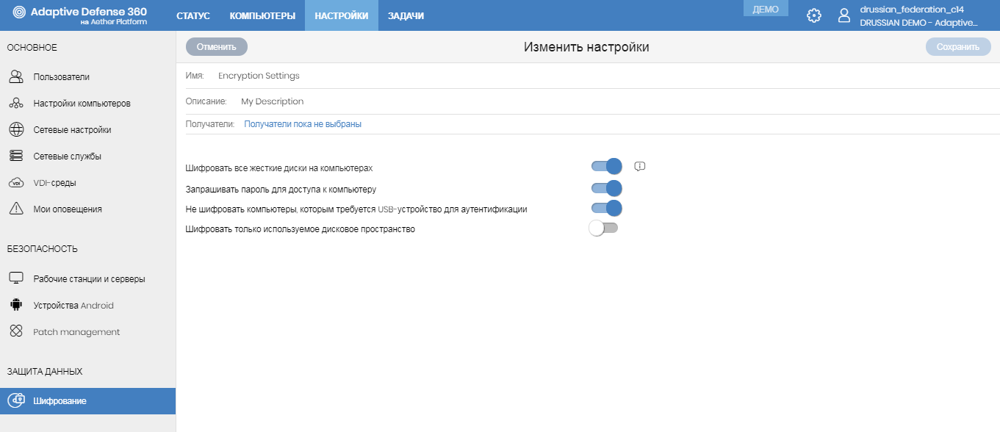 Adaptive Defense 360
на Aether Platform
СТАТУС
КОМПЬЮТЕРЫ
НАСТРОЙКИ
ЗАДАЧИ
ДЕМО
drussian_federation_c14
DRUSSIAN DEMO - Adaptive...
ОСНОВНОЕ
Пользователи
Настройки компьютеров
Сетевые настройки
Сетевые службы
VDI
VDI-среды
Мои оповещения
БЕЗОПАСНОСТЬ
Рабочие станции и серверы
Устройства Android
Patch management
ЗАЩИТА ДАННЫХ
Шифрование
Отменить
Изменить настройки
Сохранить
Имя: Encryption Settings
Описание: My Description
Получатели: Получатели пока не выбраны
Шифровать все жесткие диски на компьютерах
Запрашивать пароль для доступа к компьютеру
Не шифровать компьютеры, которым требуется USB-устройство для аутентификации
Шифровать только используемое дисковое пространство